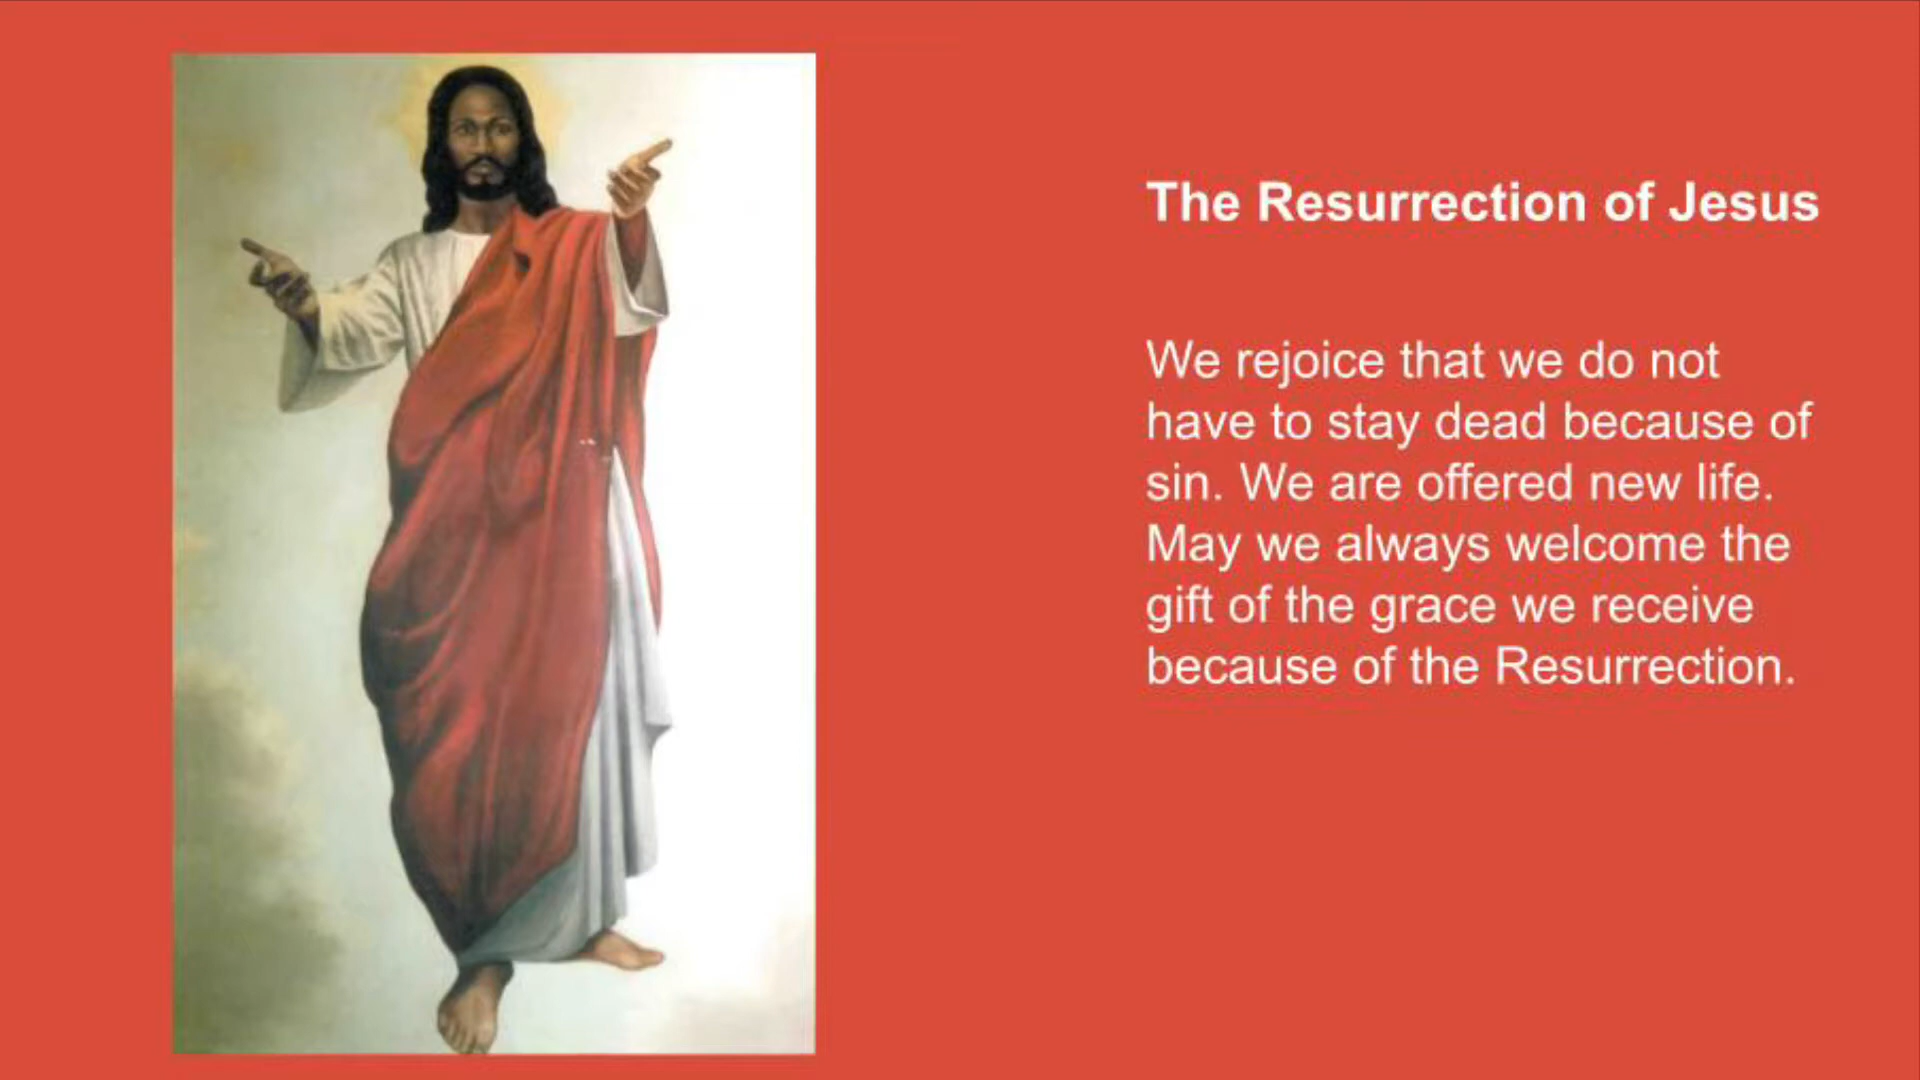 The Resurrection of Jesus
We rejoice that we do not
have to stay dead because of
sin. We are offered new life.
May we always welcome the
gift of the grace we receive
because of the Resurrection.